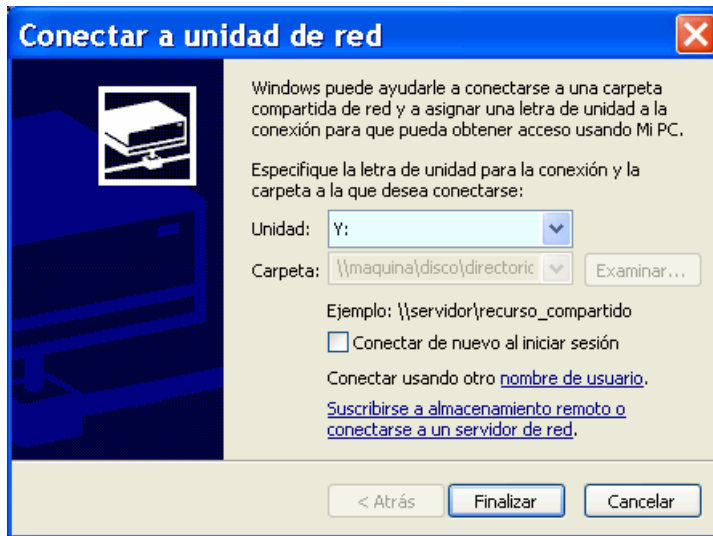 Conectar a unidad de red
Windows puede ayudarle a conectarse a una carpeta
compartida de red y a asignar una letra de unidad a la
conexión para que pueda obtener acceso usando Mi PC.
Especifique la letra de unidad para la conexión y la
carpeta a la que desea conectarse:
Unidad: Y:
Carpeta: \\maquina\disco\directoric Examinar...
Ejemplo: \\servidor\recurso_compartido
Conectar de nuevo al iniciar sesión
Conectar usando otro nombre de usuario.
Suscribirse a almacenamiento remoto o
conectarse a un servidor de red.
< Atrás Finalizar Cancelar